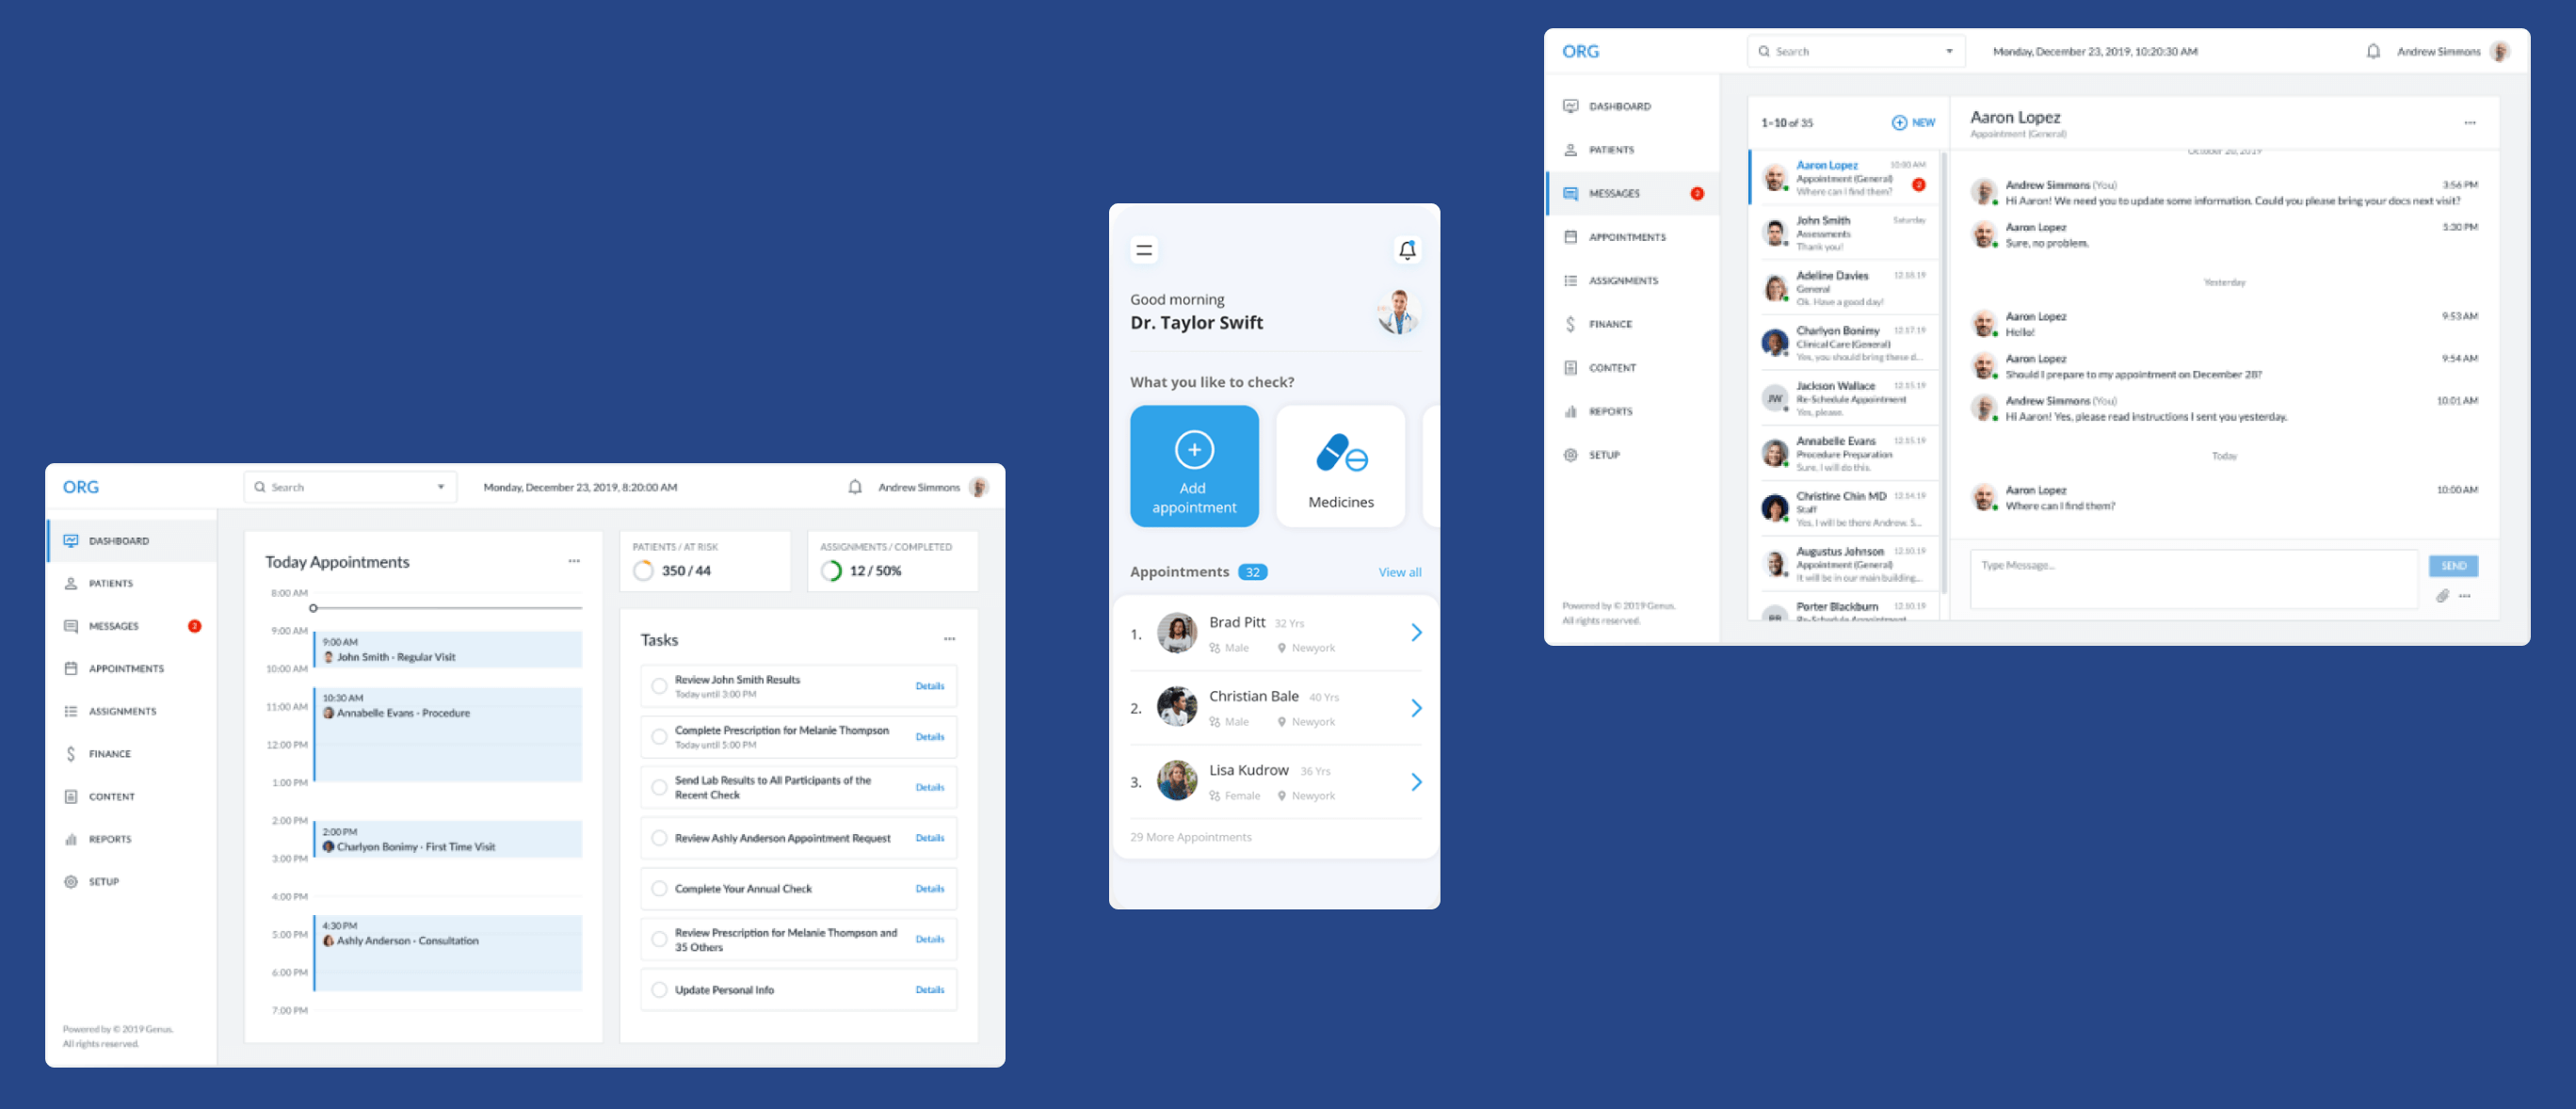 ORG
Search
Monday, December 23, 2019, 8:20:00 AM
Andrew Simmons
DASHBOARD
PATIENTS
MESSAGES
2
APPOINTMENTS
ASSIGNMENTS
FINANCE
CONTENT
REPORTS
SETUP
Powered by © 2019 Genus.
All rights reserved.
Today Appointments
8:00 AM
9:00 AM
9:00 AM
John Smith - Regular Visit
10:00 AM
10:30 AM
11:00 AM
Annabelle Evans - Procedure
12:00 PM
1:00 PM
2:00 PM
2:00 PM
Charlyon Bonimy - First Time Visit
3:00 PM
4:00 PM
4:30 PM
5:00 PM
Ashly Anderson - Consultation
6:00 PM
7:00 PM
PATIENTS / AT RISK
350 / 44
ASSIGNMENTS / COMPLETED
12 / 50%
Tasks
Review John Smith Results
Today until 3:00 PM
Details
Complete Prescription for Melanie Thompson
Today until 5:00 PM
Details
Send Lab Results to All Participants of the
Recent Check
Details
Review Ashly Anderson Appointment Request
Details
Complete Your Annual Check
Details
Review Prescription for Melanie Thompson and
35 Others
Details
Update Personal Info
Details
Good morning
Dr. Taylor Swift
What you like to check?
Add
appointment
Medicines
Appointments 32
View all
1. Brad Pitt 32 Yrs
Male Newyork
2. Christian Bale 40 Yrs
Male Newyork
3. Lisa Kudrow 36 Yrs
Female Newyork
29 More Appointments
ORG
Search
Monday, December 23, 2019, 10:20:30 AM
Andrew Simmons
DASHBOARD
PATIENTS
MESSAGES
2
APPOINTMENTS
ASSIGNMENTS
FINANCE
CONTENT
REPORTS
SETUP
Powered by © 2019 Genus.
All rights reserved.
1-10 of 35
NEW
Aaron Lopez 10:00 AM
Appointment (General)
Where can I find them?
2
John Smith Saturday
Assessments
Thank you!
Adeline Davies 12.18.19
General
Ok. Have a good day!
Charlyon Bonimy 12.17.19
Clinical Care (General)
Yes, you should bring these d...
JW
Jackson Wallace 12.15.19
Re-Schedule Appointment
Yes, please.
Annabelle Evans 12.15.19
Procedure Preparation
Sure, I will do this.
Christine Chin MD 12.14.19
Staff
Yes, I will be there Andrew. S...
Augustus Johnson 12.10.19
Appointment (General)
It will be in our main building...
Porter Blackburn 12.10.19
Re-Schedule Appointment
Aaron Lopez
Appointment (General)
October 20, 2019
Andrew Simmons (You) 3:56 PM
Hi Aaron! We need you to update some information. Could you please bring your docs next visit?
Aaron Lopez 5:30 PM
Sure, no problem.
Yesterday
Aaron Lopez 9:53 AM
Hello!
Aaron Lopez 9:54 AM
Should I prepare to my appointment on December 28?
Andrew Simmons (You) 10:01 AM
Hi Aaron! Yes, please read instructions I sent you yesterday.
Today
Aaron Lopez 10:00 AM
Where can I find them?
Type Message...
SEND